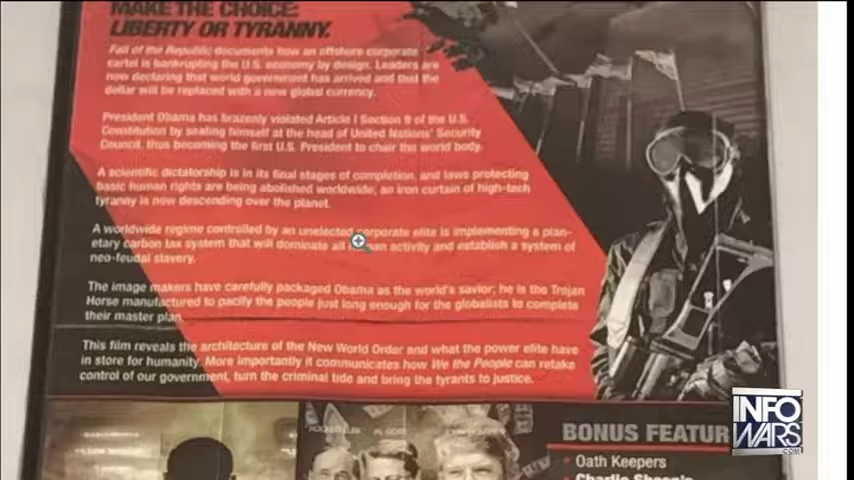 MAKE THE CHOICE:
LIBERTY OR TYRANNY.
Fall of the Republic documents how an offshore corporate
cartel is bankrupting the U.S. economy by design. Leaders are
now declaring that world government has arrived and that the
dollar will be replaced with a new global currency.
President Obama has brazenly violated Article I Section 9 of the U.S.
Constitution by seating himself at the head of United Nations' Security
Council, thus becoming the first U.S. President to chair the world body.
A scientific dictatorship is in its final stages of completion, and laws protecting
basic human rights are being abolished worldwide; an iron curtain of high-tech
tyranny is now descending over the planet.
A worldwide regime controlled by an unelected corporate elite is implementing a plan-
etary carbon tax system that will dominate all human activity and establish a system of
neo-feudal slavery.
The image makers have carefully packaged Obama as the world's savior; he is the Trojan
Horse manufactured to pacify the people just long enough for the globalists to complete
their master plan.
This film reveals the architecture of the New World Order and what the power elite have
in store for humanity. More importantly it communicates how We the People can retake
control of our government, turn the criminal tide and bring the tyrants to justice.
AL GORE
BONUS FEATUR
• Oath Keepers
• Charlie Sheen's
INFO
WARS
.COM